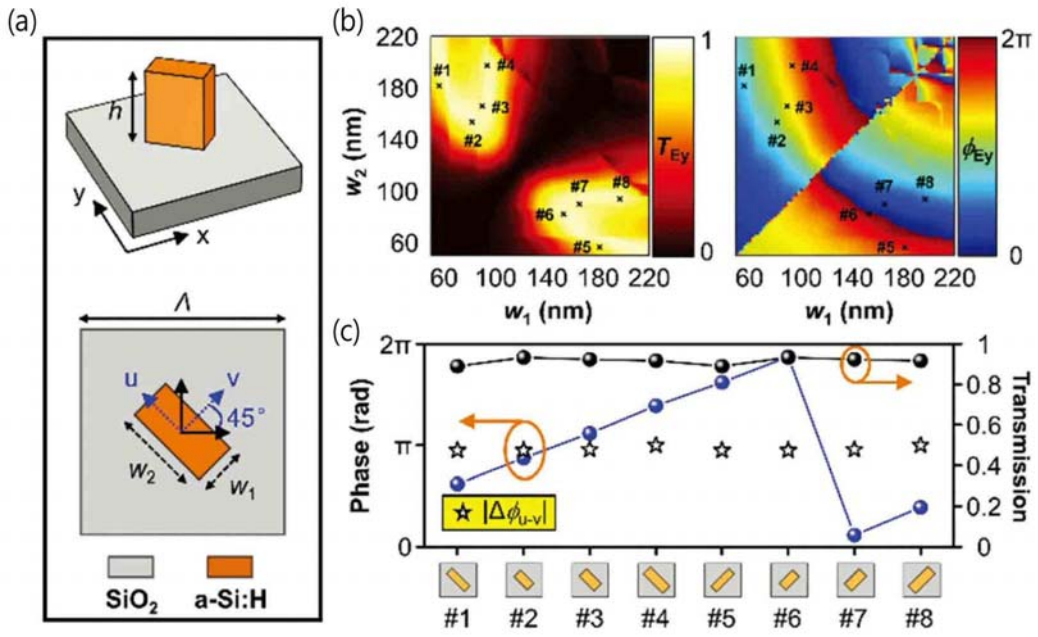 (a)
h
y
x
Λ
u
v
45°
w2
w1
SiO2
a-Si:H
(b)
220
180
140
100
60
w2 (nm)
#1
#4
#3
#2
#7
#8
#6
#5
60 100 140 180 220
w1 (nm)
1
TEy
0
#1
#4
#3
#2
#7
#8
#6
#5
60 100 140 180 220
w1 (nm)
2π
ϕEy
0
(c)
2π
π
0
Phase (rad)
☆ |Δϕu-v|
1
0.8
0.6
0.4
0.2
0
Transmission
#1 #2 #3 #4 #5 #6 #7 #8